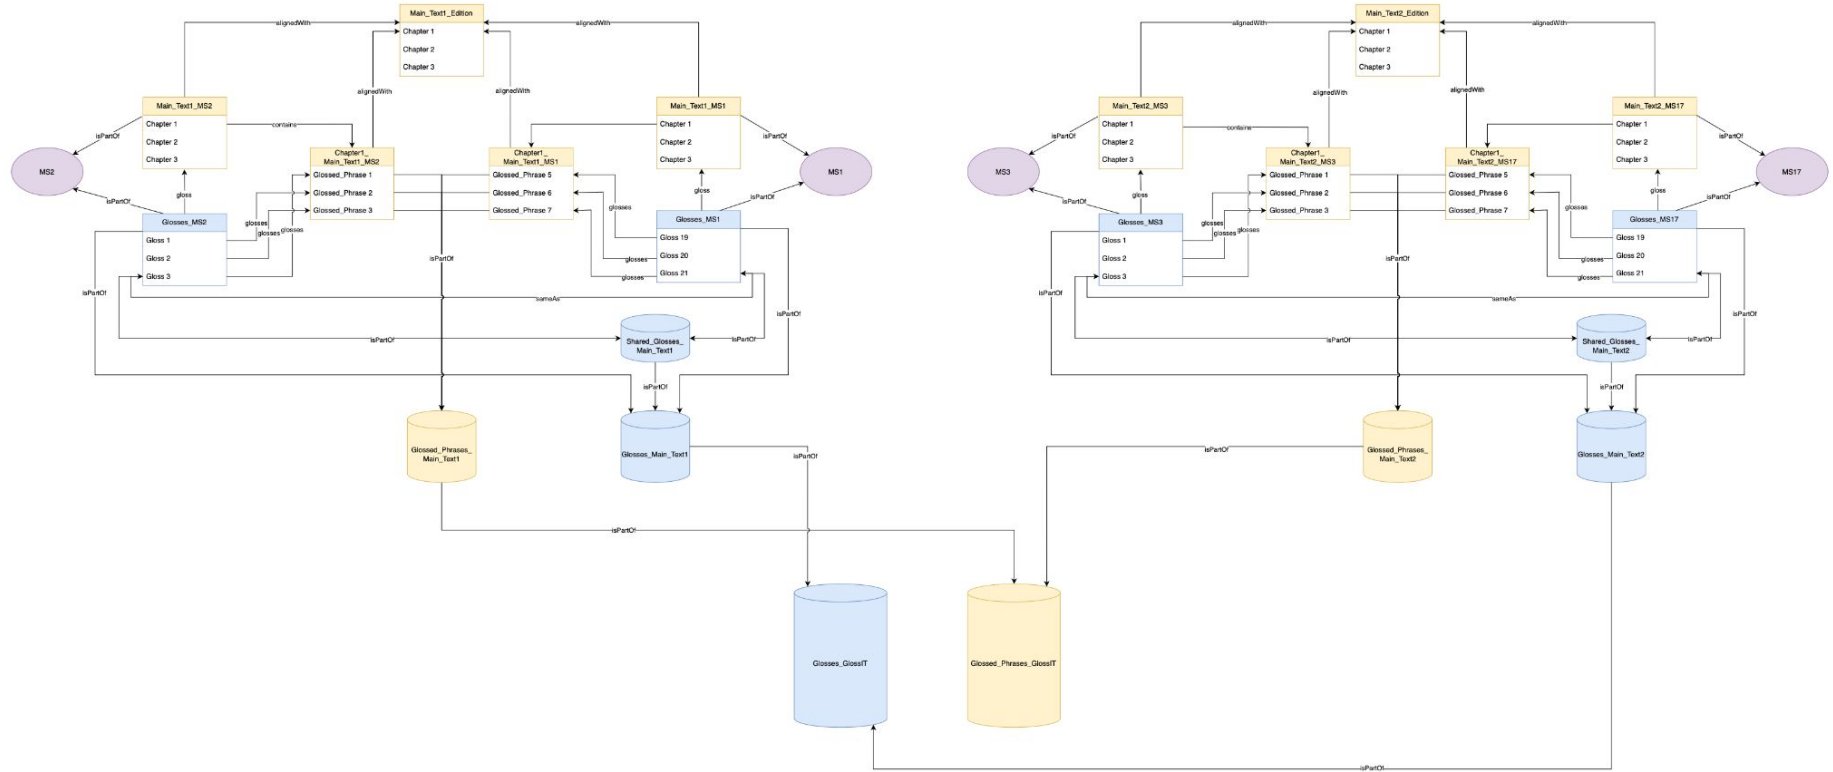 Main_Text1_Edition
Chapter 1
Chapter 2
Chapter 3
alignedWith
alignedWith
alignedWith
alignedWith
Main_Text1_MS2
Chapter 1
Chapter 2
Chapter 3
isPartOf
contains
MS2
isPartOf
gloss
Chapter1_
Main_Text1_MS2
Glossed_Phrase 1
Glossed_Phrase 2
Glossed_Phrase 3
Chapter1_
Main_Text1_MS1
Glossed_Phrase 5
Glossed_Phrase 6
Glossed_Phrase 7
Main_Text1_MS1
Chapter 1
Chapter 2
Chapter 3
isPartOf
MS1
isPartOf
gloss
Glosses_MS2
Gloss 1
Gloss 2
Gloss 3
glosses
glosses
glosses
Glosses_MS1
Gloss 19
Gloss 20
Gloss 21
glosses
glosses
glosses
isPartOf
isPartOf
sameAs
isPartOf
isPartOf
isPartOf
Shared_Glosses_
Main_Text1
isPartOf
Glossed_Phrases_
Main_Text1
Glosses_Main_Text1
isPartOf
isPartOf
Main_Text2_Edition
Chapter 1
Chapter 2
Chapter 3
alignedWith
alignedWith
alignedWith
alignedWith
Main_Text2_MS3
Chapter 1
Chapter 2
Chapter 3
isPartOf
contains
MS3
isPartOf
gloss
Chapter1_
Main_Text2_MS3
Glossed_Phrase 1
Glossed_Phrase 2
Glossed_Phrase 3
Chapter1_
Main_Text2_MS17
Glossed_Phrase 5
Glossed_Phrase 6
Glossed_Phrase 7
Main_Text2_MS17
Chapter 1
Chapter 2
Chapter 3
isPartOf
MS17
isPartOf
gloss
Glosses_MS3
Gloss 1
Gloss 2
Gloss 3
glosses
glosses
glosses
Glosses_MS17
Gloss 19
Gloss 20
Gloss 21
glosses
glosses
glosses
isPartOf
isPartOf
sameAs
isPartOf
isPartOf
isPartOf
Shared_Glosses_
Main_Text2
isPartOf
Glossed_Phrases_
Main_Text2
Glosses_Main_Text2
isPartOf
Glosses_GlossIT
Glossed_Phrases_GlossIT
isPartOf